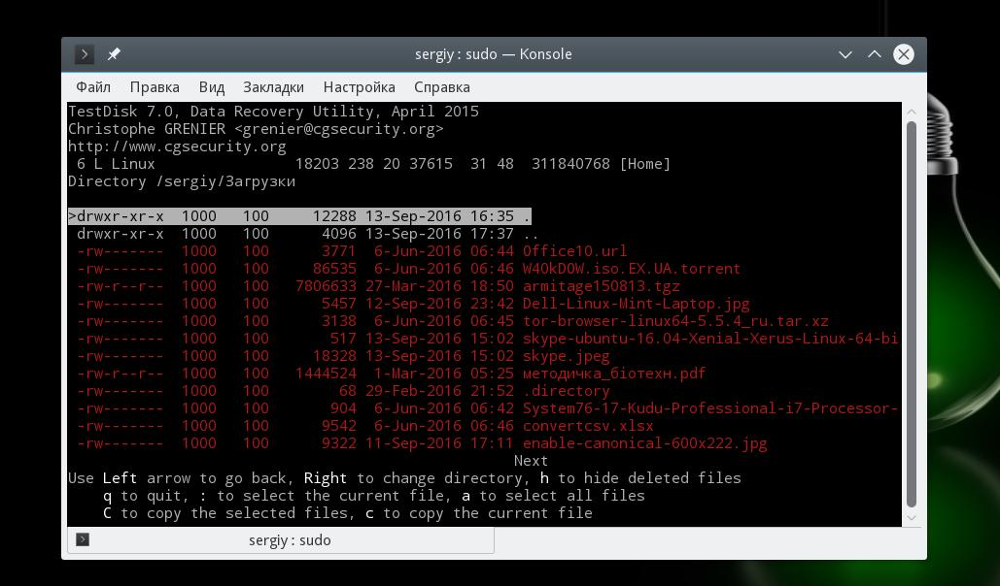 sergiy : sudo — Konsole
Файл Правка Вид Закладки Настройка Справка
TestDisk 7.0, Data Recovery Utility, April 2015
Christophe GRENIER <grenier@cgsecurity.org>
http://www.cgsecurity.org
 6 L Linux                18203 238 20 37615  31 48  311840768 [Home]
Directory /sergiy/Загрузки
>drwxr-xr-x  1000   100     12288 13-Sep-2016 16:35 .
 drwxr-xr-x  1000   100      4096 13-Sep-2016 17:37 ..
 -rw-------  1000   100      3771  6-Jun-2016 06:44 Office10.url
 -rw-------  1000   100     86535  6-Jun-2016 06:46 W4OkDOW.iso.EX.UA.torrent
 -rw-r--r--  1000   100   7806633 27-Mar-2016 18:50 armitage150813.tgz
 -rw-------  1000   100      5457 12-Sep-2016 23:42 Dell-Linux-Mint-Laptop.jpg
 -rw-------  1000   100      3138  6-Jun-2016 06:45 tor-browser-linux64-5.5.4_ru.tar.xz
 -rw-------  1000   100       517 13-Sep-2016 15:02 skype-ubuntu-16.04-Xenial-Xerus-Linux-64-bi
 -rw-------  1000   100     18328 13-Sep-2016 15:02 skype.jpeg
 -rw-r--r--  1000   100   1444524  1-Mar-2016 05:25 методичка_біотехн.pdf
 -rw-------  1000   100        68 29-Feb-2016 21:52 .directory
 -rw-------  1000   100       904  6-Jun-2016 06:42 System76-17-Kudu-Professional-i7-Processor-
 -rw-------  1000   100      9542  6-Jun-2016 06:46 convertcsv.xlsx
 -rw-------  1000   100      9322 11-Sep-2016 17:11 enable-canonical-600x222.jpg
Next
Use Left arrow to go back, Right to change directory, h to hide deleted files
    q to quit, : to select the current file, a to select all files
    C to copy the selected files, c to copy the current file
sergiy : sudo